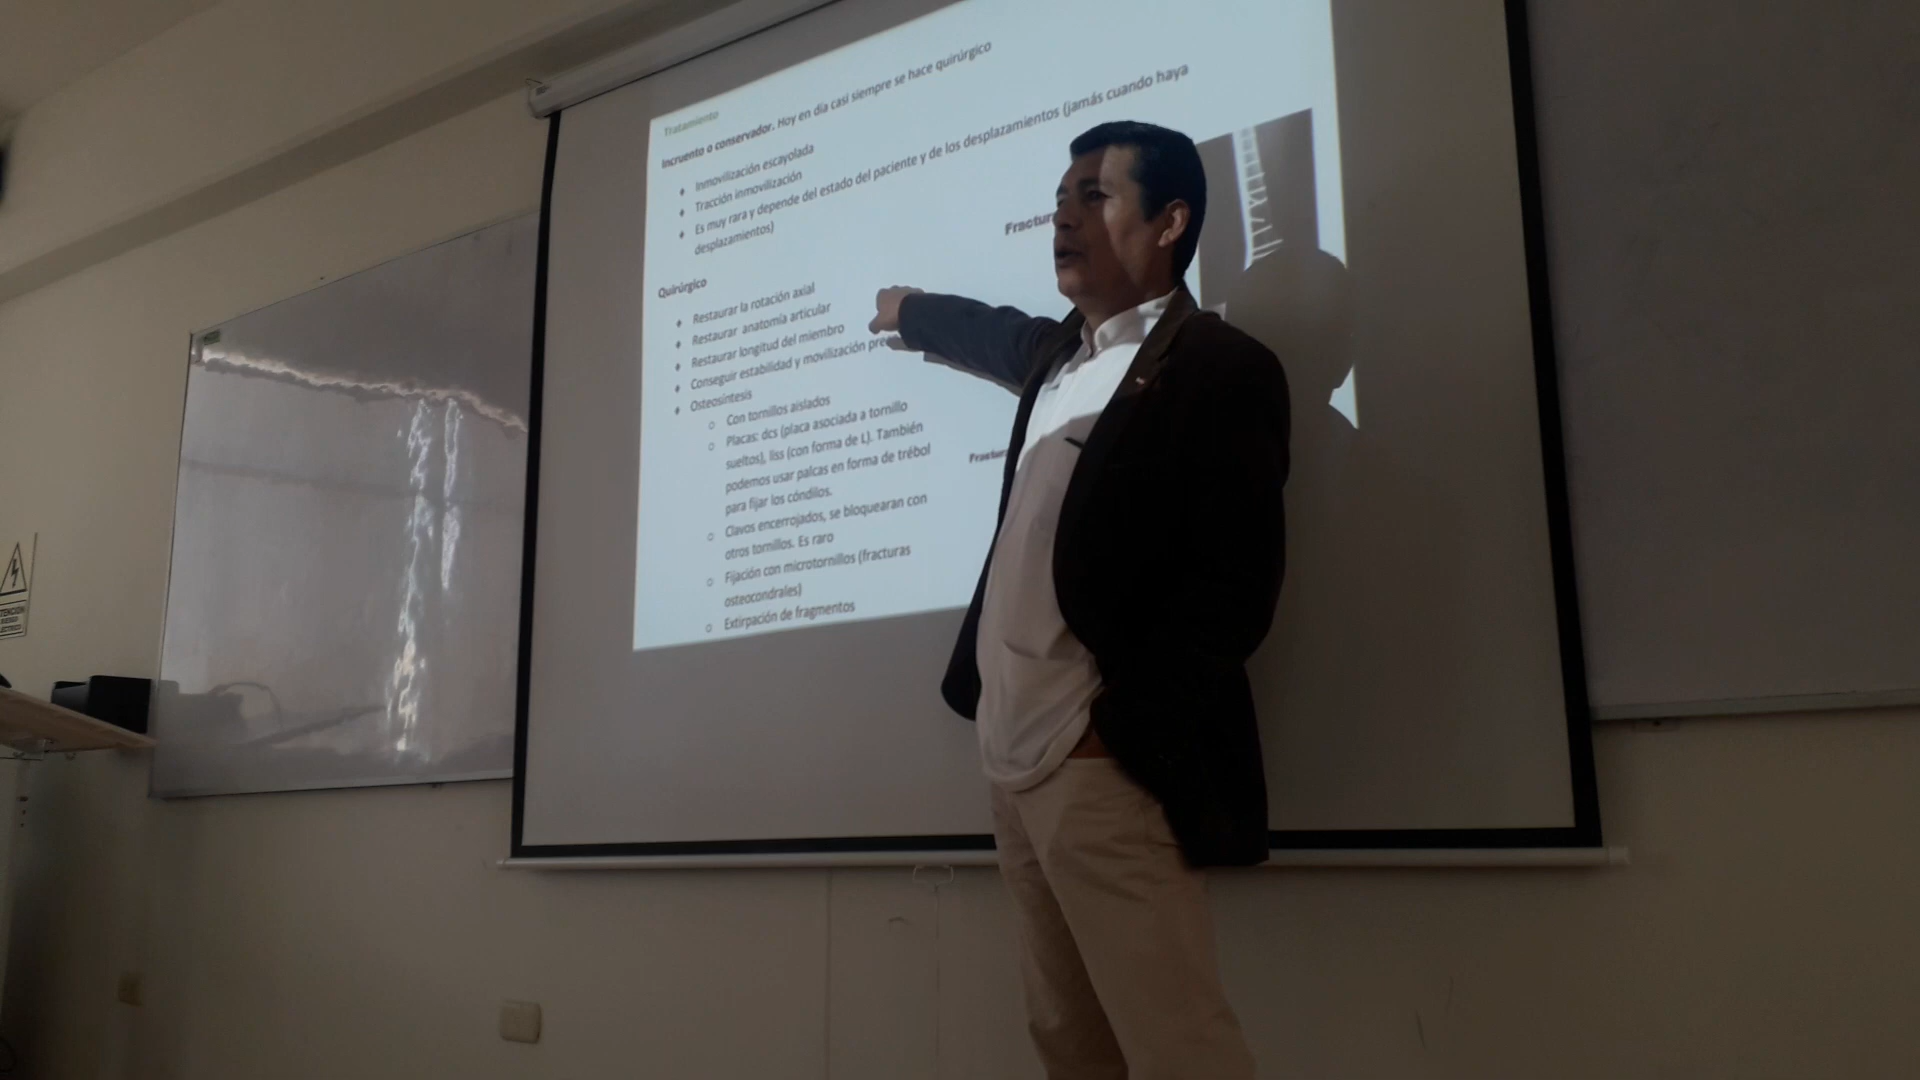 Tratamiento
Incruento o conservador. Hoy en día casi siempre se hace quirúrgico
Inmovilización escayolada
Tracción inmovilización
Es muy rara y depende del estado del paciente y de los desplazamientos (jamás cuando haya
desplazamientos)
Quirúrgico
Restaurar la rotación axial
Restaurar anatomía articular
Restaurar longitud del miembro
Conseguir estabilidad y movilización
Osteosíntesis
Con tornillos aislados
Placas: dcs (placa asociada a tornillo
sueltos), liss (con forma de L). También
podemos usar palcas en forma de trébol
para fijar los cóndilos.
Clavos encerrojados, se bloquearan con
otros tornillos. Es raro
Fijación con microtornillos (fracturas
osteocondrales)
Extirpación de fragmentos
RIESGO